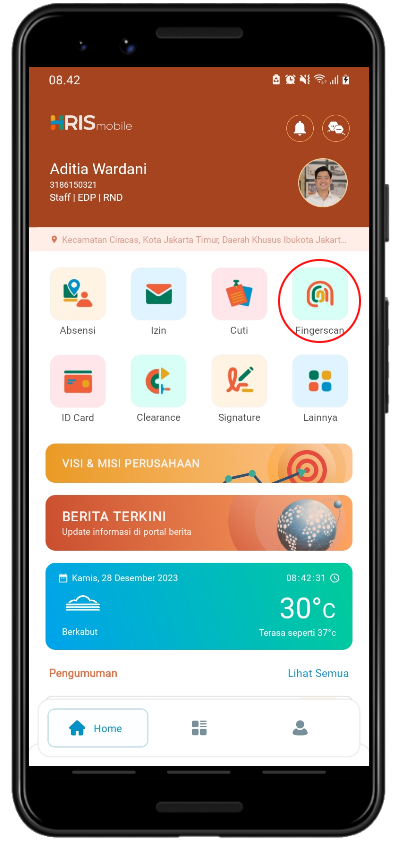 08.42
HRIS mobile
Aditia Wardani
3186150321
Staff | EDP | RND
Kecamatan Ciracas, Kota Jakarta Timur, Daerah Khusus Ibukota Jakart...
Absensi
Izin
Cuti
Fingerscan
ID Card
Clearance
Signature
Lainnya
VISI & MISI PERUSAHAAN
BERITA TERKINI
Update informasi di portal berita
Kamis, 28 Desember 2023
08:42:31
30°C
Berkabut
Terasa seperti 37°c
Pengumuman
Lihat Semua
Home